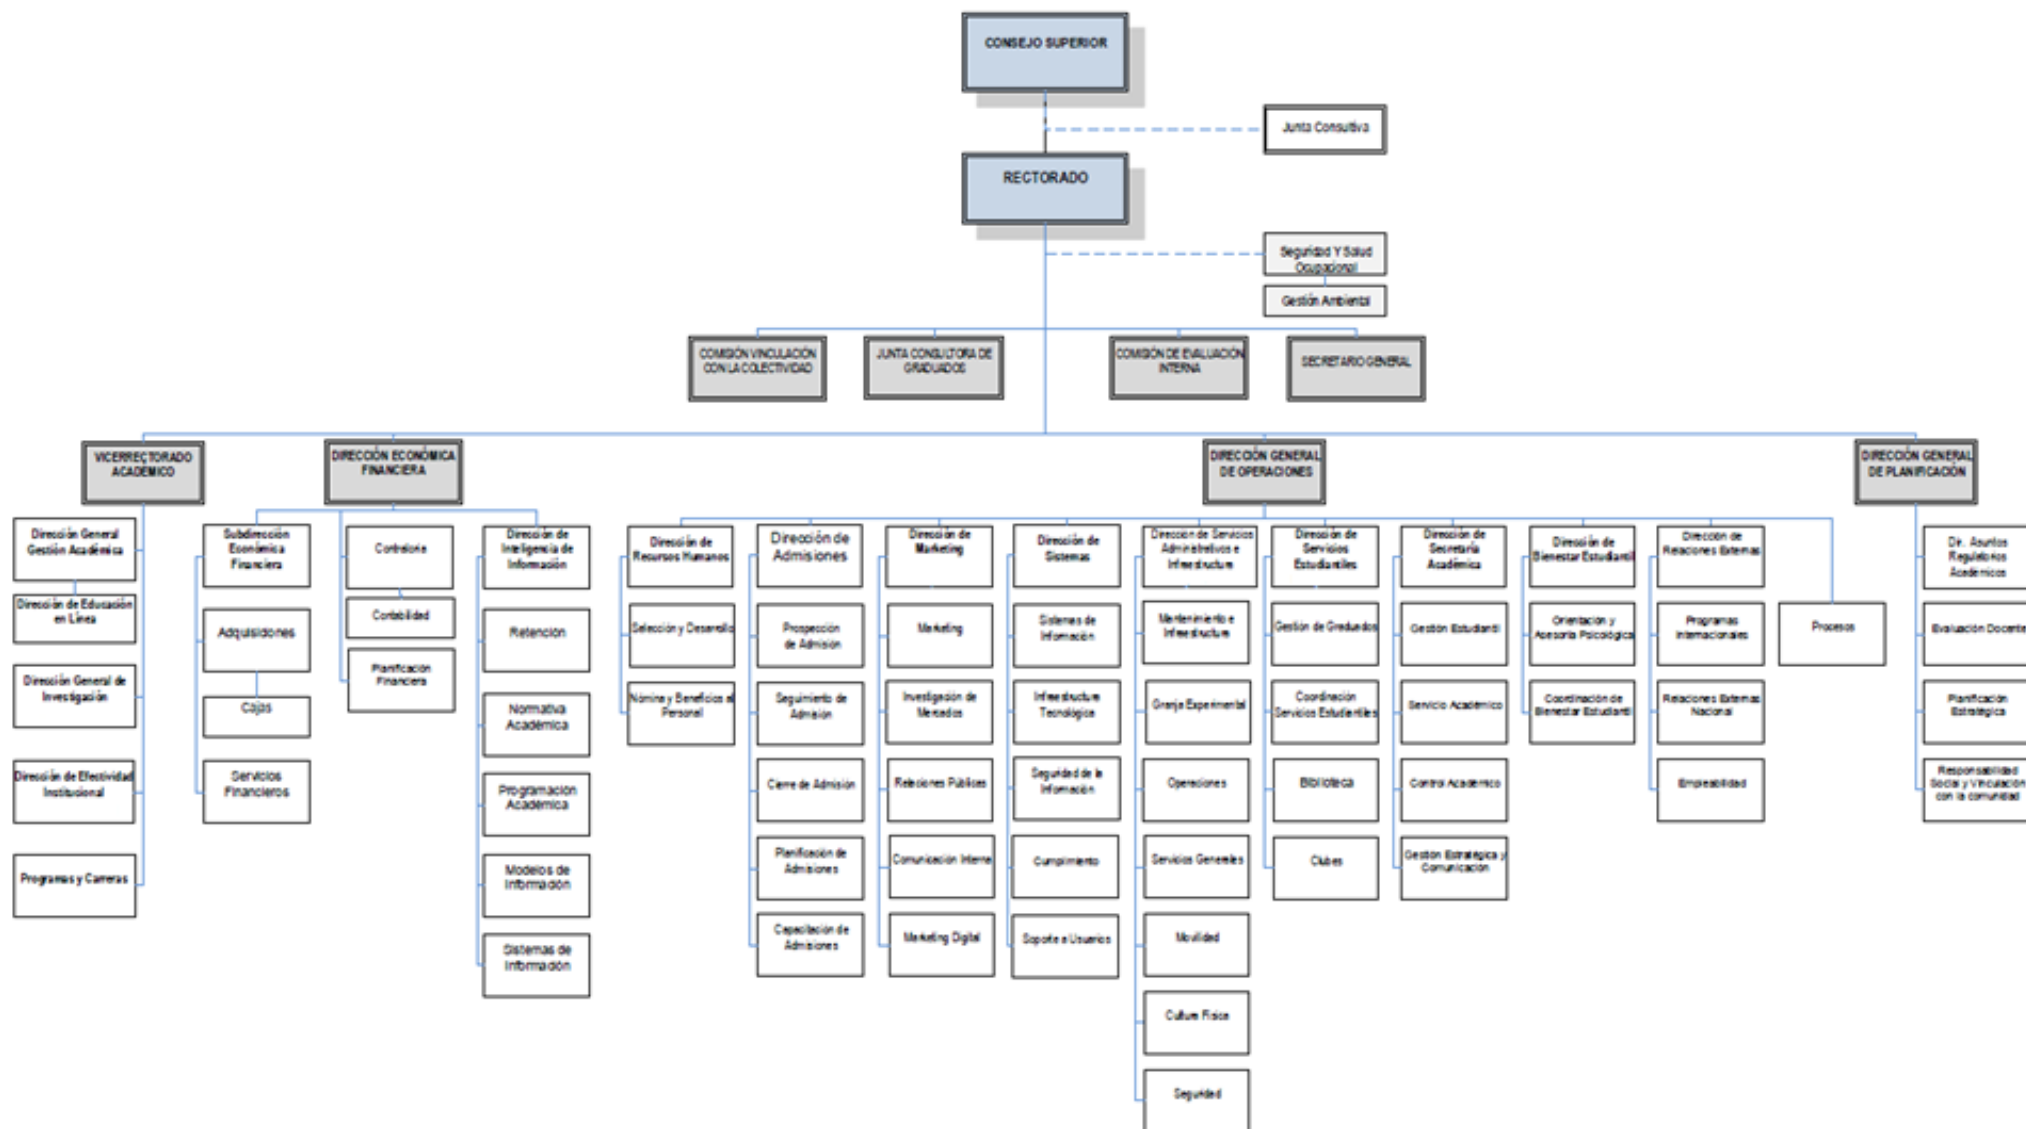 CONSEJO SUPERIOR
Junta Consultiva
RECTORADO
Seguridad Y Salud
Ocupacional
Gestión Ambiental
COMISIÓN VINCULACIÓN
CON LA COLECTIVIDAD
JUNTA CONSULTORA DE
GRADUADOS
COMISIÓN DE EVALUACIÓN
INTERNA
SECRETARIO GENERAL
VICERRECTORADO
ACADÉMICO
DIRECCIÓN ECONÓMICA
FINANCIERA
DIRECCIÓN GENERAL
DE OPERACIONES
DIRECCIÓN GENERAL
DE PLANIFICACIÓN
Dirección General
Gestión Académica
Dirección de Educación
en Línea
Dirección General de
Investigación
Dirección de Efectividad
Institucional
Programas y Carreras
Subdirección
Económica
Financiera
Adquisiciones
Cajas
Servicios
Financieros
Contraloría
Contabilidad
Planificación
Financiera
Dirección de
Inteligencia de
Información
Retención
Normativa
Académica
Programación
Académica
Modelos de
Información
Sistemas de
Información
Dirección de
Recursos Humanos
Selección y Desarrollo
Nómina y Beneficios al
Personal
Dirección de
Admisiones
Prospección
de Admisión
Seguimiento de
Admisión
Cierre de Admisión
Planificación de
Admisiones
Capacitación de
Admisiones
Dirección de
Marketing
Marketing
Investigación de
Mercados
Relaciones Públicas
Comunicación Interna
Marketing Digital
Dirección de
Sistemas
Sistemas de
Información
Infraestructura
Tecnológica
Seguridad de la
Información
Cumplimiento
Soporte a Usuarios
Dirección de Servicios
Administrativos e
Infraestructura
Mantenimiento e
Infraestructura
Granja Experimental
Operaciones
Servicios Generales
Movilidad
Cultura Física
Seguridad
Dirección de
Servicios
Estudiantiles
Gestión de Graduados
Coordinación
Servicios Estudiantiles
Biblioteca
Clubes
Dirección de
Secretaría
Académica
Gestión Estudiantil
Servicio Académico
Control Académico
Gestión Estratégica y
Comunicación
Dirección de
Bienestar Estudiantil
Orientación y
Asesoría Psicológica
Coordinación de
Bienestar Estudiantil
Dirección de
Relaciones Externas
Programas
Internacionales
Relaciones Externas
Nacional
Empleabilidad
Procesos
Dir. Asuntos
Regulatorios
Académicos
Evaluación Docente
Planificación
Estratégica
Responsabilidad
Social y Vinculación
con la comunidad